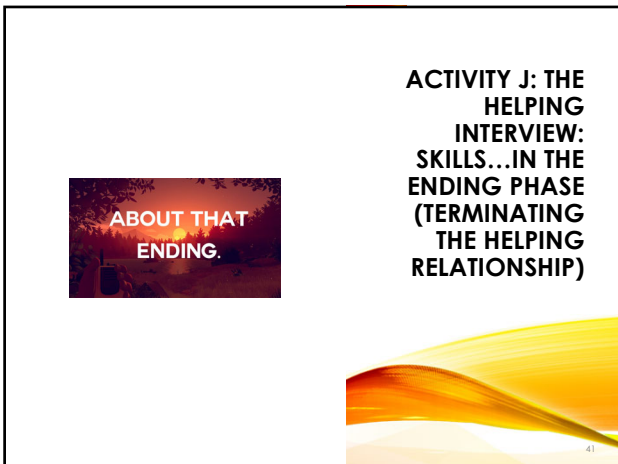 ACTIVITY J: THE
HELPING
INTERVIEW:
SKILLS...IN THE
ENDING PHASE
(TERMINATING
THE HELPING
RELATIONSHIP)
ABOUT THAT
ENDING.
41